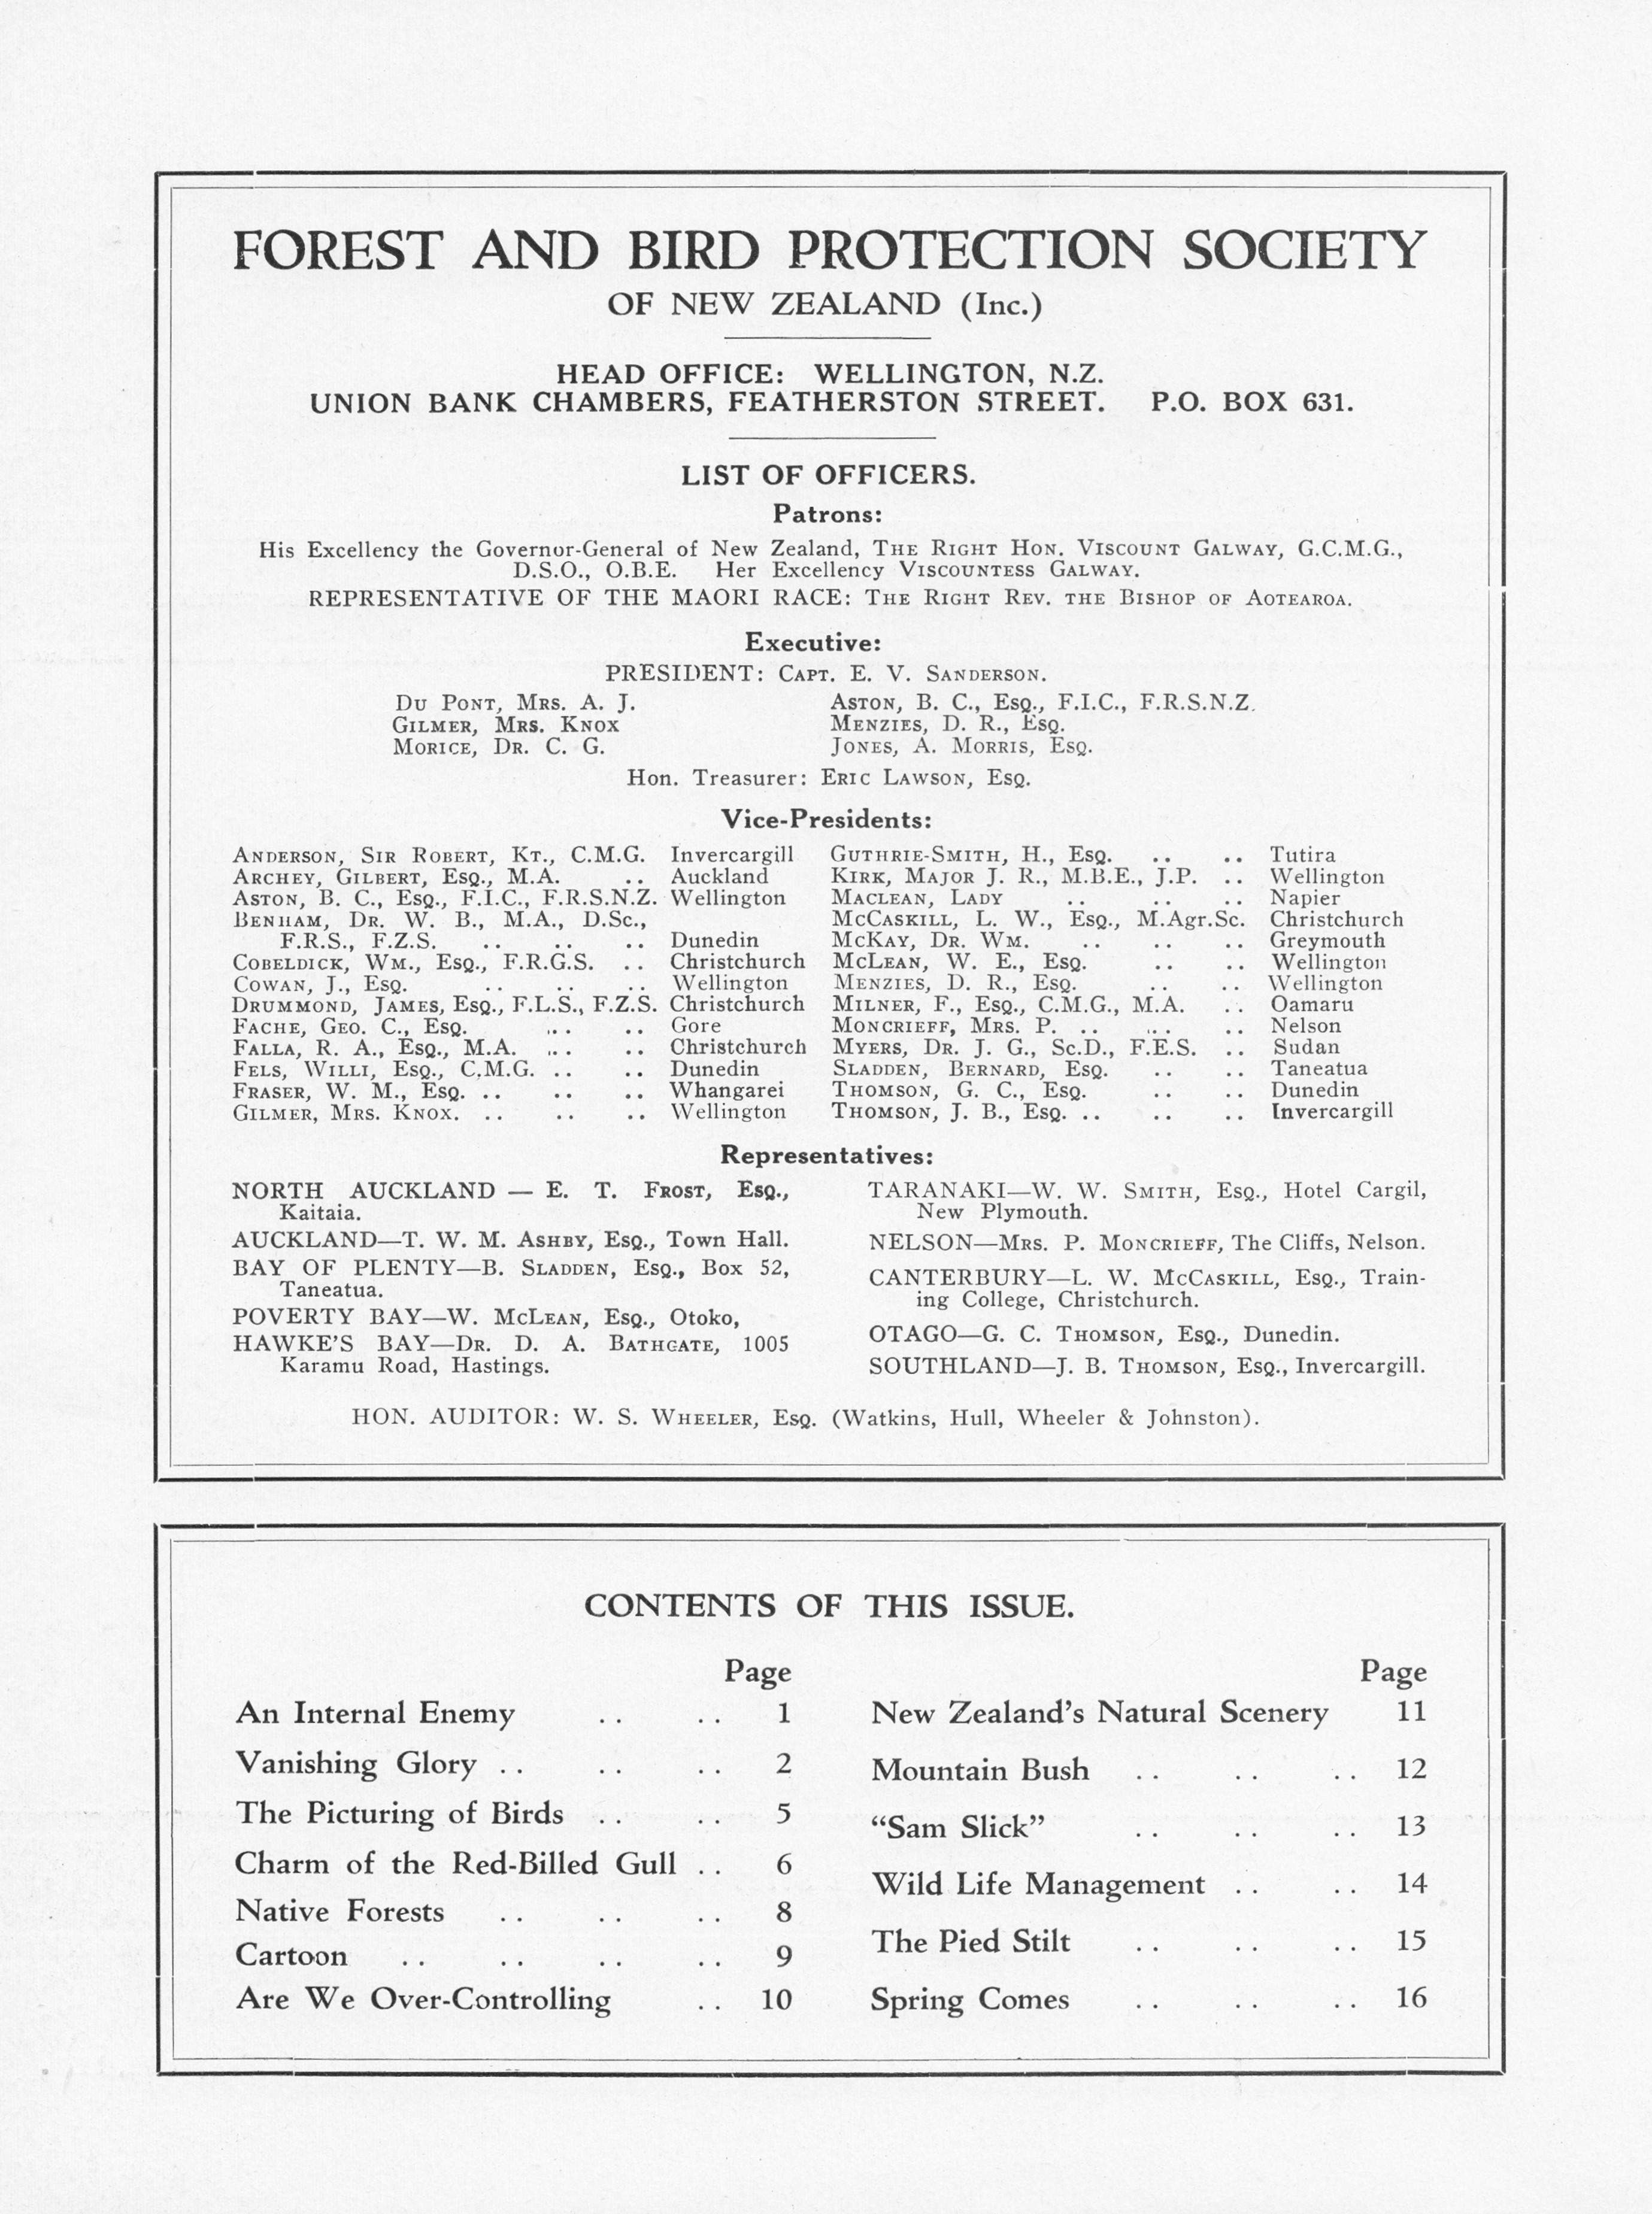 FOREST AND BIRD PROTECTION SOCIETY
OF NEW ZEALAND (Inc.)
HEAD OFFICE: WELLINGTON, N.Z.
UNION BANK CHAMBERS, FEATHERSTON STREET. P.O. BOX 631.
LIST OF OFFICERS.
Patrons:
His Excellency the Governor-General of New Zealand, THE RIGHT HON. VISCOUNT GALWAY, G.C.M.G.,
D.S.O., O.B.E. Her Excellency VISCOUNTESS GALWAY.
REPRESENTATIVE OF THE MAORI RACE: THE RIGHT REV. THE BISHOP OF AOTEAROA.
Executive:
PRESIDENT: CAPT. E. V. SANDERSON.
DU PONT, MRS. A. J.
GILMER, MRS. KNOX
MORICE, DR. C. G.
ASTON, B. C., ESQ., F.I.C., F.R.S.N.Z.
MENZIES, D. R., ESQ.
JONES, A. MORRIS, ESQ.
Hon. Treasurer: ERIC LAWSON, ESQ.
Vice-Presidents:
ANDERSON, SIR ROBERT, KT., C.M.G. Invercargill
ARCHEY, GILBERT, ESQ., M.A. .. Auckland
ASTON, B. C., ESQ., F.I.C., F.R.S.N.Z. Wellington
BENHAM, DR. W. B., M.A., D.Sc.,
F.R.S., F.Z.S. .. .. .. Dunedin
COBELDICK, WM., ESQ., F.R.G.S. .. Christchurch
COWAN, J., ESQ. .. .. .. Wellington
DRUMMOND, JAMES, ESQ., F.L.S., F.Z.S. Christchurch
FACHE, GEO. C., ESQ. .. .. Gore
FALLA, R. A., ESQ., M.A. .. .. Christchurch
FELS, WILLI, ESQ., C.M.G. .. .. Dunedin
FRASER, W. M., ESQ. .. .. .. Whangarei
GILMER, MRS. KNOX. .. .. .. Wellington
GUTHRIE-SMITH, H., ESQ. .. .. Tutira
KIRK, MAJOR J. R., M.B.E., J.P. .. Wellington
MACLEAN, LADY .. .. .. Napier
MCCASKILL, L. W., ESQ., M.Agr.Sc. Christchurch
MCKAY, DR. WM. .. .. .. Greymouth
MCLEAN, W. E., ESQ. .. .. Wellington
MENZIES, D. R., ESQ. .. .. Wellington
MILNER, F., ESQ., C.M.G., M.A. .. Oamaru
MONCRIEFF, MRS. P. .. .. .. Nelson
MYERS, DR. J. G., Sc.D., F.E.S. .. Sudan
SLADDEN, BERNARD, ESQ. .. .. Taneatua
THOMSON, G. C., ESQ. .. .. Dunedin
THOMSON, J. B., ESQ. .. .. .. Invercargill
Representatives:
NORTH AUCKLAND — E. T. FROST, ESQ.,
Kaitaia.
AUCKLAND—T. W. M. ASHBY, ESQ., Town Hall.
BAY OF PLENTY—B. SLADDEN, ESQ., Box 52,
Taneatua.
POVERTY BAY—W. MCLEAN, ESQ., Otoko,
HAWKE'S BAY—DR. D. A. BATHGATE, 1005
Karamu Road, Hastings.
TARANAKI—W. W. SMITH, ESQ., Hotel Cargil,
New Plymouth.
NELSON—MRS. P. MONCRIEFF, The Cliffs, Nelson.
CANTERBURY—L. W. MCCASKILL, ESQ., Train-
ing College, Christchurch.
OTAGO—G. C. THOMSON, ESQ., Dunedin.
SOUTHLAND—J. B. THOMSON, ESQ., Invercargill.
HON. AUDITOR: W. S. WHEELER, ESQ. (Watkins, Hull, Wheeler & Johnston).
CONTENTS OF THIS ISSUE.
Page
An Internal Enemy .. .. 1
Vanishing Glory .. .. .. 2
The Picturing of Birds .. .. 5
Charm of the Red-Billed Gull .. 6
Native Forests .. .. .. 8
Cartoon .. .. .. .. 9
Are We Over-Controlling .. 10
Page
New Zealand's Natural Scenery 11
Mountain Bush .. .. .. 12
“Sam Slick” .. .. .. 13
Wild Life Management .. .. 14
The Pied Stilt .. .. .. 15
Spring Comes .. .. .. 16